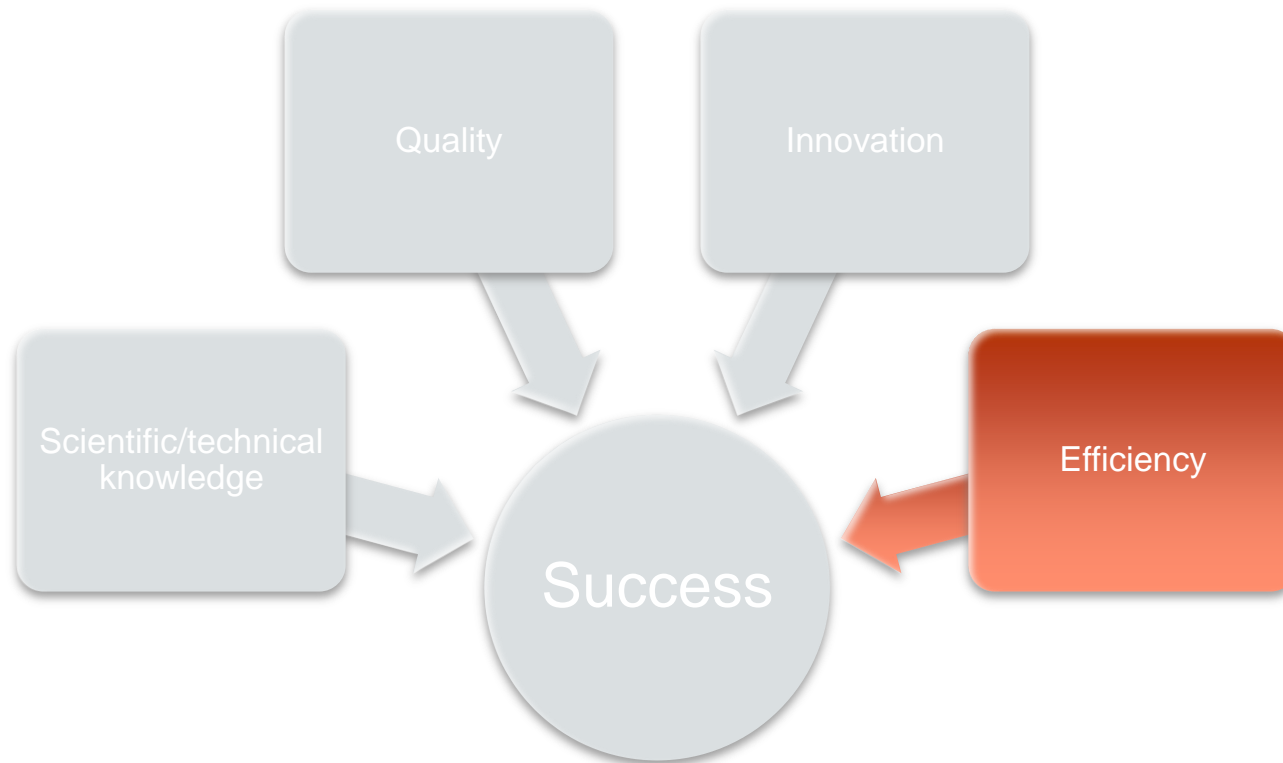 Quality
Innovation
Scientific/technical
knowledge
Efficiency
Success